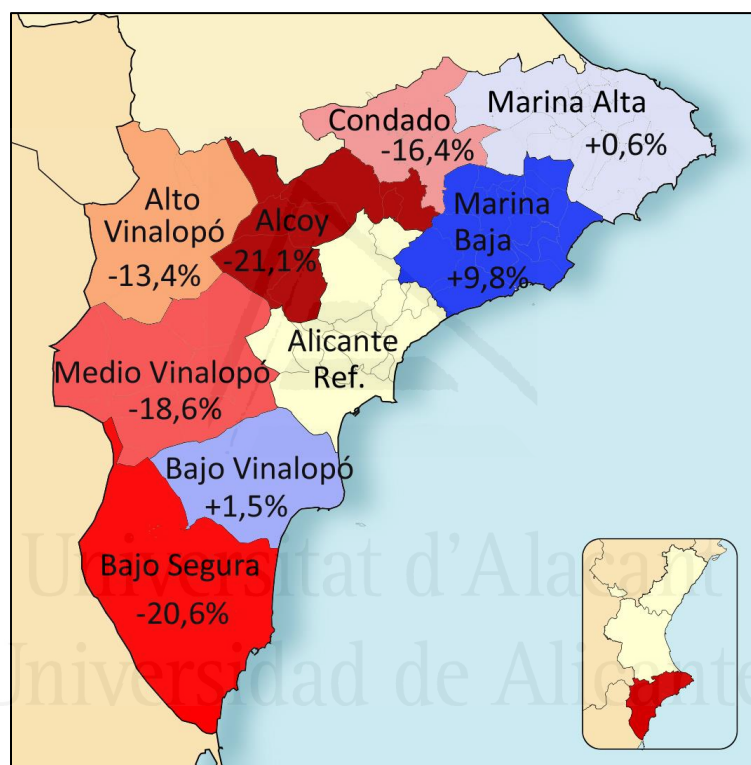 Marina Alta
+0,6%
Condado
-16,4%
Alto
Vinalopó
-13,4%
Alcoy
-21,1%
Marina
Baja
+9,8%
Alicante
Ref.
Medio Vinalopó
-18,6%
Bajo Vinalopó
+1,5%
Bajo Segura
-20,6%
Universitat d'Alacant
Universidad de Alicante